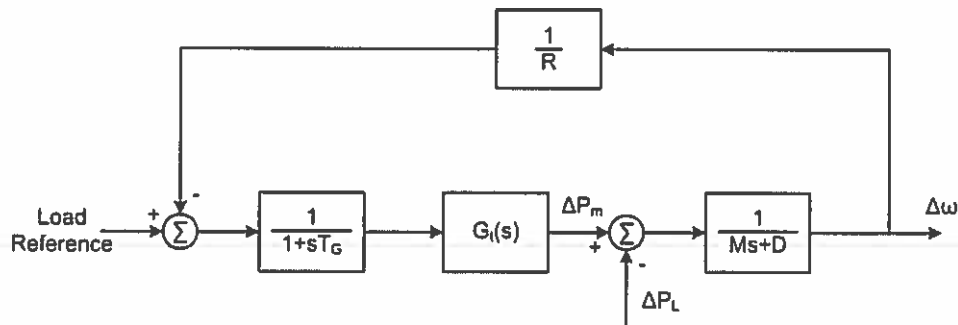 1
R
-
Load
Reference
+
Σ
1
1+sT_G
G_t(s)
ΔP_m
+
Σ
-
ΔP_L
1
Ms+D
Δω